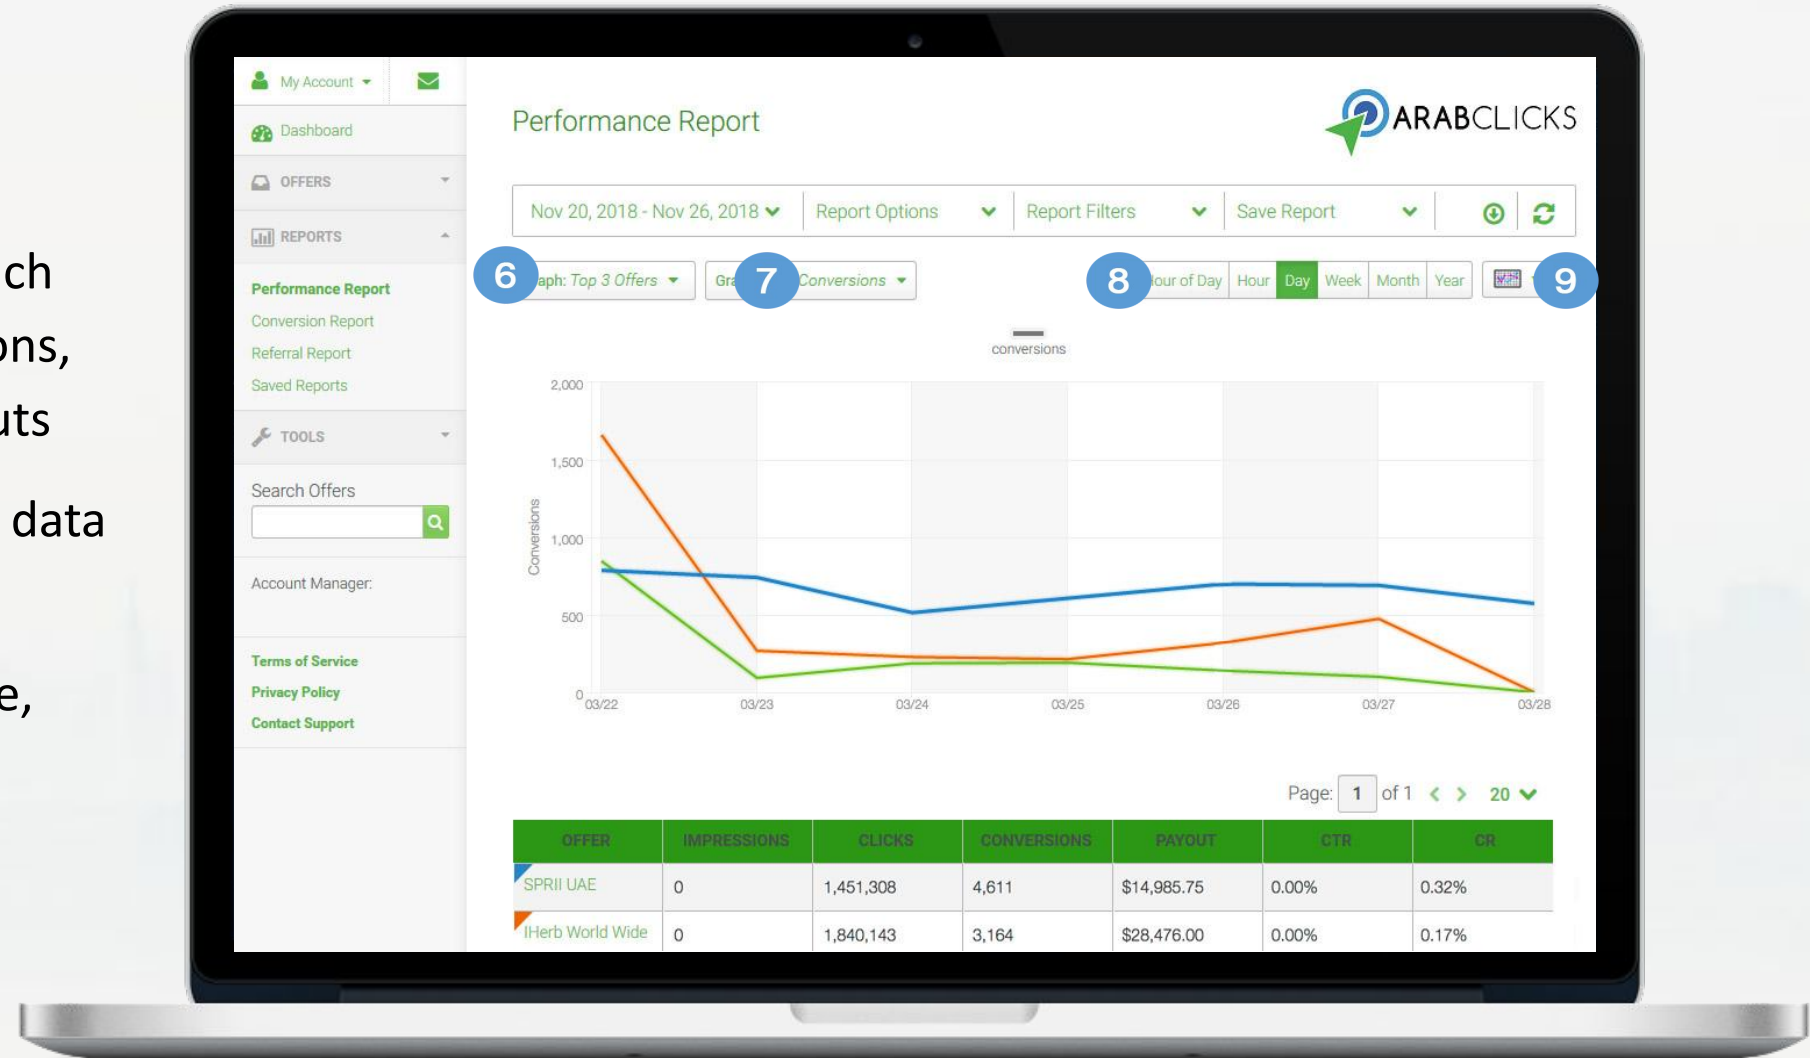 ch
ons,
uts
data
e,
My Account
Dashboard
OFFERS
REPORTS
Performance Report
Conversion Report
Referral Report
Saved Reports
TOOLS
Search Offers
Account Manager:
Terms of Service
Privacy Policy
Contact Support
Performance Report
ARABCLICKS
Nov 20, 2018 - Nov 26, 2018 Report Options Report Filters Save Report
6 aph: Top 3 Offers Gra 7 Conversions 8 our of Day Hour Day Week Month Year 9
conversions
Conversions
2,000
1,500
1,000
500
0
03/22 03/23 03/24 03/25 03/26 03/27 03/28
Page: 1 of 1 < > 20
OFFER IMPRESSIONS CLICKS CONVERSIONS PAYOUT CTR CR
SPRII UAE 0 1,451,308 4,611 $14,985.75 0.00% 0.32%
IHerb World Wide 0 1,840,143 3,164 $28,476.00 0.00% 0.17%